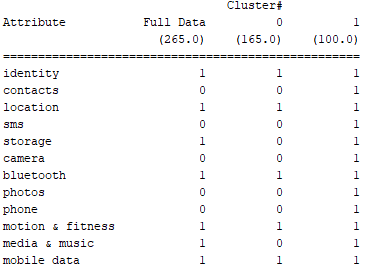 Cluster#
Attribute Full Data 0 1
(265.0) (165.0) (100.0)
==========================================================
identity 1 1 1
contacts 0 0 1
location 1 1 1
sms 0 0 1
storage 1 0 1
camera 0 0 1
bluetooth 1 1 1
photos 0 0 1
phone 0 0 1
motion & fitness 1 1 1
media & music 1 0 1
mobile data 1 1 1